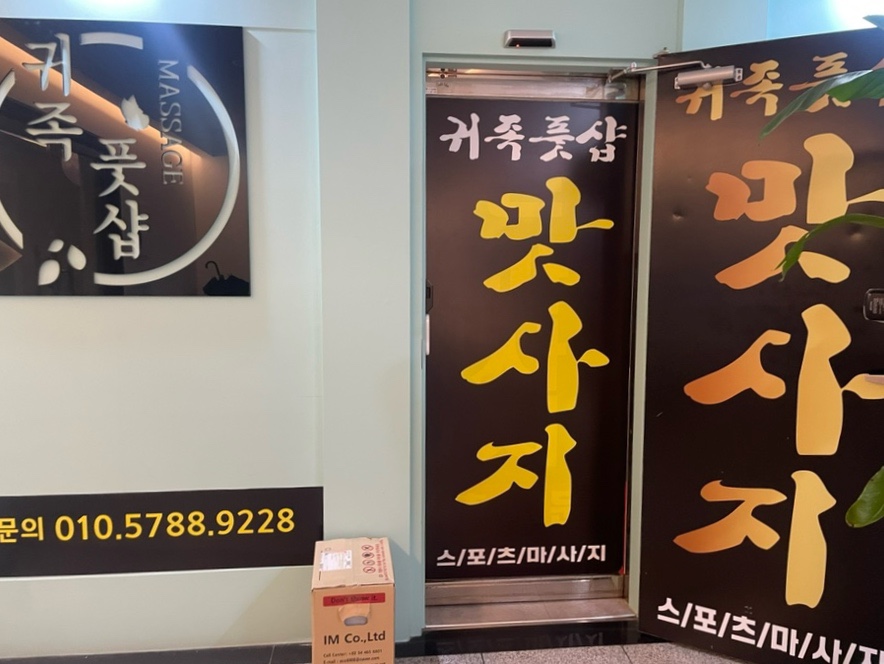 귀족
풋샵
MASSAGE
문의 010.5788.9228
귀족풋샵
맛
사
지
스/포/츠/마/사/지
귀족풋
맛
사
지
스/포/츠/마/사/지
IM Co.,Ltd